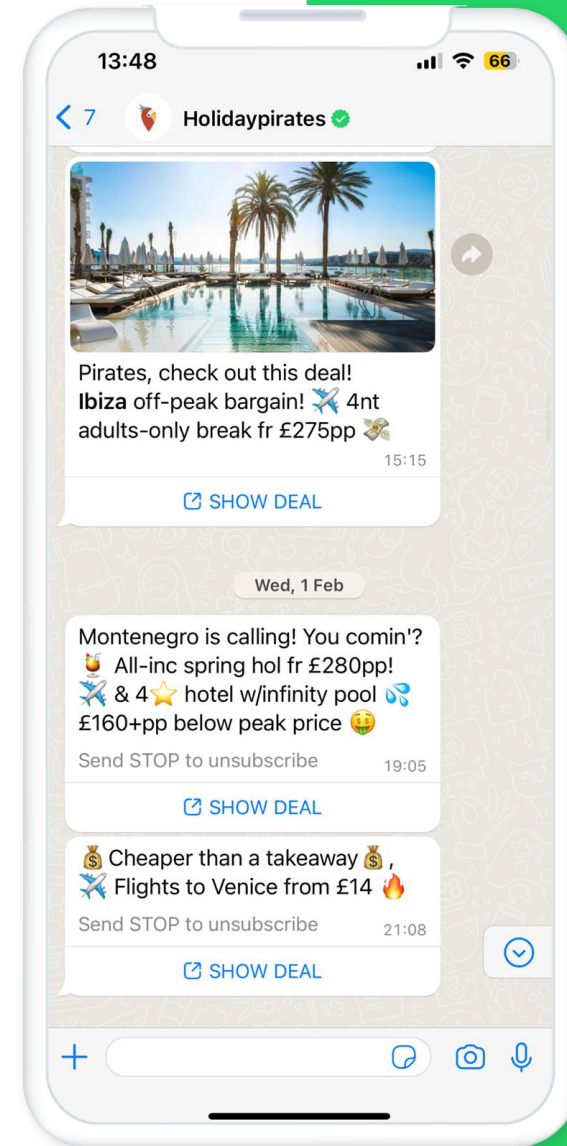 13:48
66
7
Holidaypirates
Pirates, check out this deal!
Ibiza off-peak bargain! ✈️ 4nt
adults-only break fr £275pp 💸
15:15
SHOW DEAL
Wed, 1 Feb
Montenegro is calling! You comin'?
🍹 All-inc spring hol fr £280pp!
✈️ & 4⭐ hotel w/infinity pool 💦
£160+pp below peak price 🤑
Send STOP to unsubscribe
19:05
SHOW DEAL
💰Cheaper than a takeaway💰,
✈️ Flights to Venice from £14 🔥
Send STOP to unsubscribe
21:08
SHOW DEAL